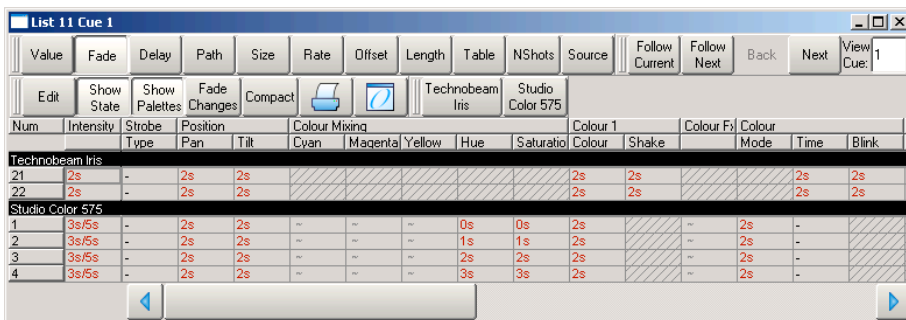 List 11 Cue 1
Value Fade Delay Path Size Rate Offset Length Table NShots Source Follow Current Follow Next Back Next View Cue: 1
Edit Show State Show Palettes Fade Changes Compact Technobeam Iris Studio Color 575
Num Intensity Strobe Position Colour Mixing Colour 1 Colour Fx Colour
Type Pan Tilt Cyan Magenta Yellow Hue Saturatio Colour Shake Mode Time Blink
Technobeam Iris
21 2s - 2s 2s 2s 2s 2s 2s
22 2s - 2s 2s 2s 2s 2s 2s
Studio Color 575
1 3s/5s - 2s 2s ~ ~ ~ 0s 0s 2s ~ 2s -
2 3s/5s - 2s 2s ~ ~ ~ 1s 1s 2s ~ 2s -
3 3s/5s - 2s 2s ~ ~ ~ 2s 2s 2s ~ 2s -
4 3s/5s - 2s 2s ~ ~ ~ 3s 3s 2s ~ 2s -